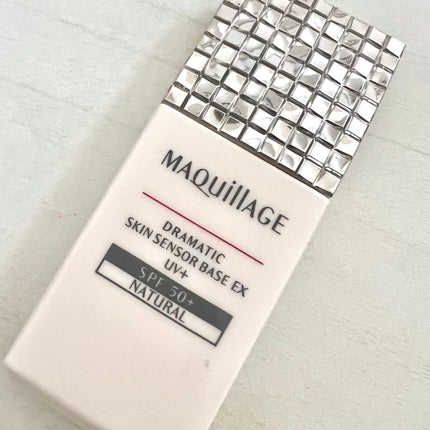 MAQuillAGE
DRAMATIC
SKIN SENSOR BASE EX
UV+
SPF 50+
NATURAL